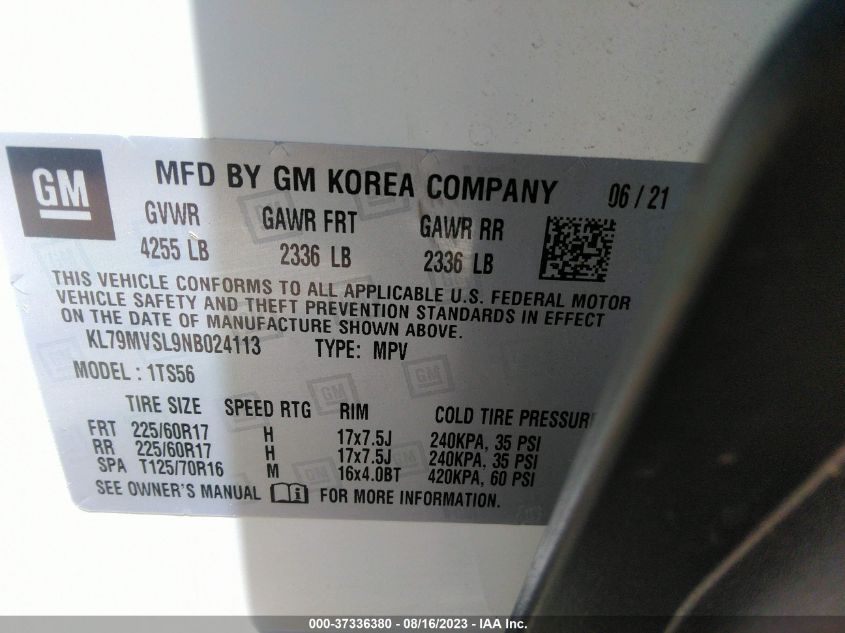 GM
MFD BY GM KOREA COMPANY 06 / 21
GVWR GAWR FRT GAWR RR
4255 LB 2336 LB 2336 LB
THIS VEHICLE CONFORMS TO ALL APPLICABLE U.S. FEDERAL MOTOR
VEHICLE SAFETY AND THEFT PREVENTION STANDARDS IN EFFECT
ON THE DATE OF MANUFACTURE SHOWN ABOVE.
KL79MVSL9NB024113 TYPE: MPV
MODEL : 1TS56
TIRE SIZE SPEED RTG RIM COLD TIRE PRESSURE
FRT 225/60R17 H 17x7.5J 240KPA, 35 PSI
RR 225/60R17 H 17x7.5J 240KPA, 35 PSI
SPA T125/70R16 M 16x4.0BT 420KPA, 60 PSI
SEE OWNER'S MANUAL FOR MORE INFORMATION.
000-37336380 - 08/16/2023 - IAA Inc.